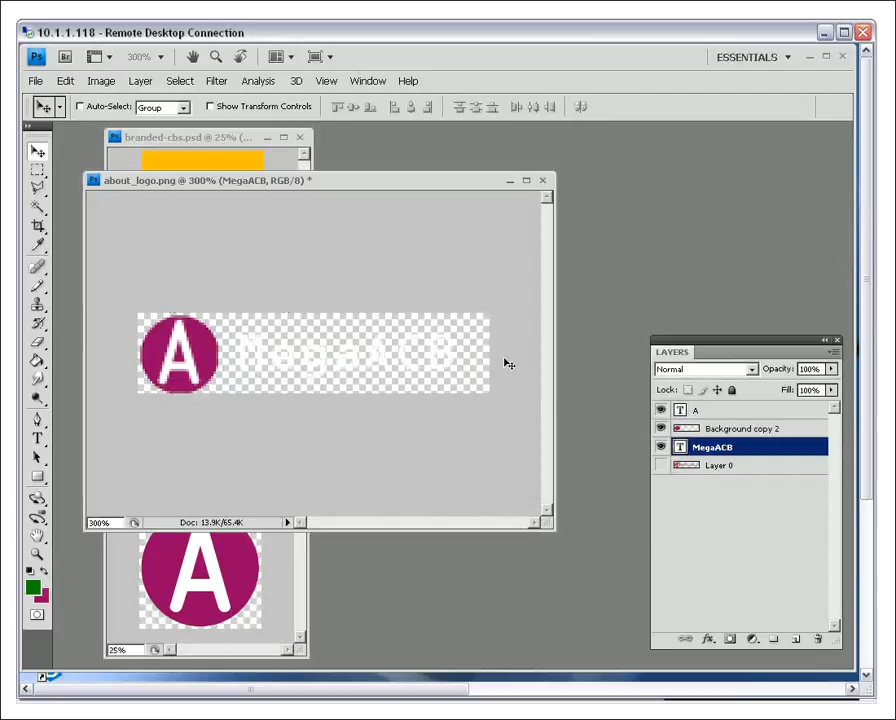 10.1.1.118 - Remote Desktop Connection
Ps Br 300% ESSENTIALS
File Edit Image Layer Select Filter Analysis 3D View Window Help
Auto-Select: Group Show Transform Controls
Ps branded-cbs.psd @ 25% (...
Ps about_logo.png @ 300% (MegaACB, RGB/8) *
A MegaACB
300% Doc: 13.9K/65.4K
A
25%
LAYERS
Normal Opacity: 100%
Lock: Fill: 100%
T A
Background copy 2
T MegaACB
Layer 0
fx